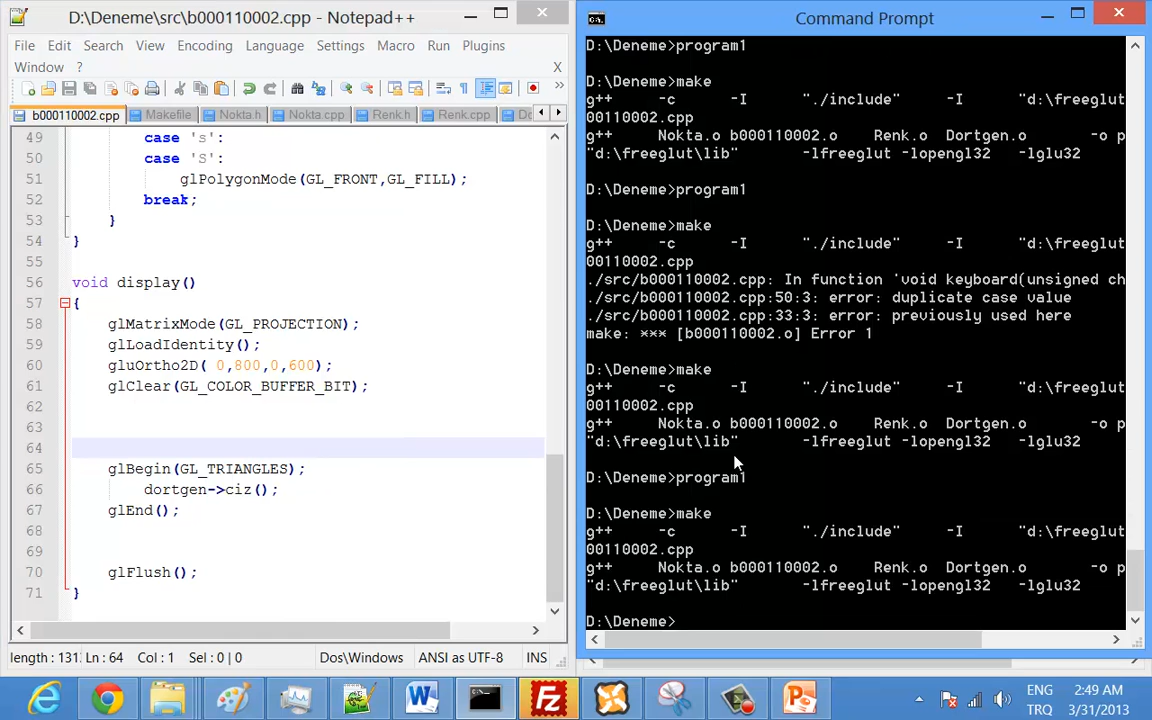 D:\Deneme\src\b000110002.cpp - Notepad++
File Edit Search View Encoding Language Settings Macro Run Plugins
Window ? X
b000110002.cpp Makefile Nokta.h Nokta.cpp Renk.h Renk.cpp Do
49 case 's':
50 case 'S':
51 glPolygonMode(GL_FRONT,GL_FILL);
52 break;
53 }
54 }
55
56 void display()
57 {
58 glMatrixMode(GL_PROJECTION);
59 glLoadIdentity();
60 gluOrtho2D( 0,800,0,600);
61 glClear(GL_COLOR_BUFFER_BIT);
62
63
64
65 glBegin(GL_TRIANGLES);
66 dortgen->ciz();
67 glEnd();
68
69
70 glFlush();
71 }
length : 131 Ln : 64 Col : 1 Sel : 0 | 0 Dos\Windows ANSI as UTF-8 INS
Command Prompt
D:\Deneme>program1
D:\Deneme>make
g++ -c -I "./include" -I "d:\freeglut
00110002.cpp
g++ Nokta.o b000110002.o Renk.o Dortgen.o -o p
"d:\freeglut\lib" -lfreeglut -lopengl32 -lglu32
D:\Deneme>program1
D:\Deneme>make
g++ -c -I "./include" -I "d:\freeglut
00110002.cpp
./src/b000110002.cpp: In function 'void keyboard(unsigned ch
./src/b000110002.cpp:50:3: error: duplicate case value
./src/b000110002.cpp:33:3: error: previously used here
make: *** [b000110002.o] Error 1
D:\Deneme>make
g++ -c -I "./include" -I "d:\freeglut
00110002.cpp
g++ Nokta.o b000110002.o Renk.o Dortgen.o -o p
"d:\freeglut\lib" -lfreeglut -lopengl32 -lglu32
D:\Deneme>program1
D:\Deneme>make
g++ -c -I "./include" -I "d:\freeglut
00110002.cpp
g++ Nokta.o b000110002.o Renk.o Dortgen.o -o p
"d:\freeglut\lib" -lfreeglut -lopengl32 -lglu32
D:\Deneme>
ENG 2:49 AM
TRQ 3/31/2013